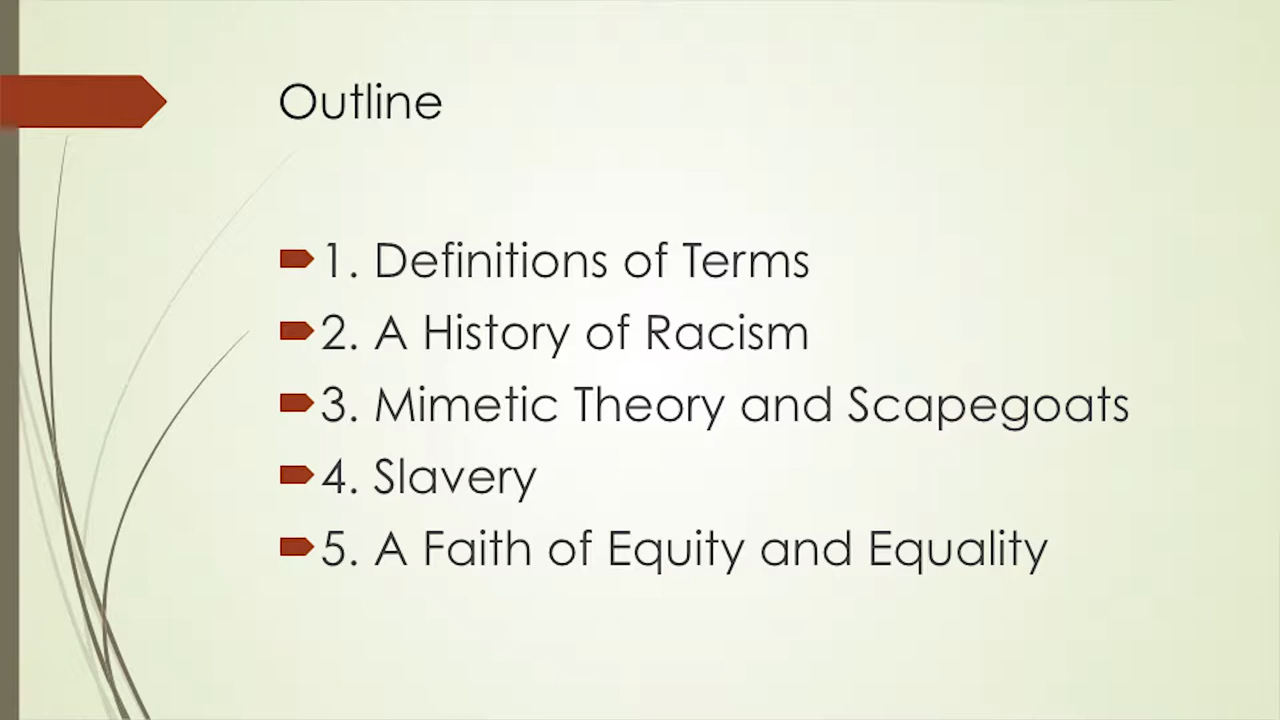 Outline
1. Definitions of Terms
2. A History of Racism
3. Mimetic Theory and Scapegoats
4. Slavery
5. A Faith of Equity and Equality